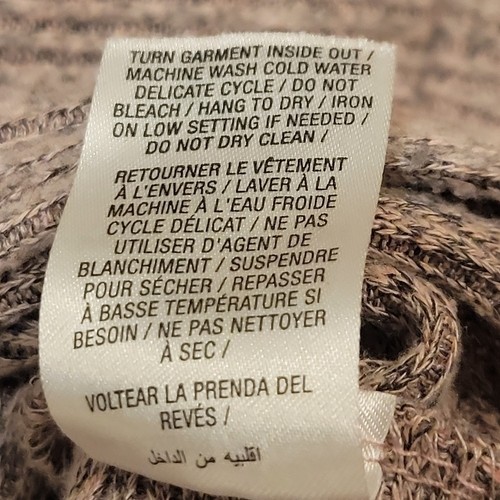 TURN GARMENT INSIDE OUT /
MACHINE WASH COLD WATER
DELICATE CYCLE / DO NOT
BLEACH / HANG TO DRY / IRON
ON LOW SETTING IF NEEDED /
DO NOT DRY CLEAN /
RETOURNER LE VÊTEMENT
À L'ENVERS / LAVER À LA
MACHINE À L'EAU FROIDE
CYCLE DÉLICAT / NE PAS
UTILISER D'AGENT DE
BLANCHIMENT / SUSPENDRE
POUR SÉCHER / REPASSER
À BASSE TEMPÉRATURE SI
BESOIN / NE PAS NETTOYER
À SEC /
VOLTEAR LA PRENDA DEL
REVÉS /
اقلبيه من الداخل